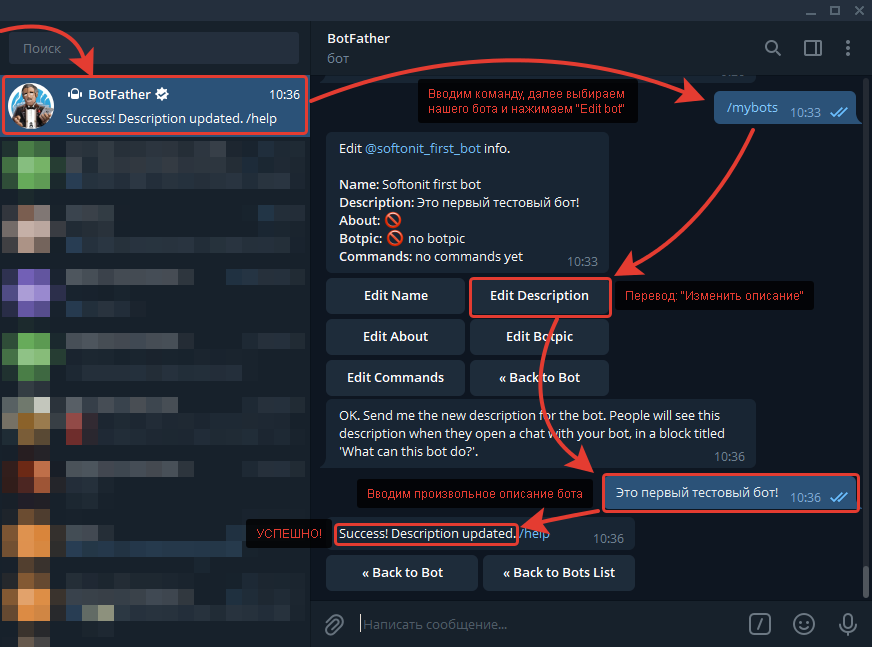 Поиск
BotFather
10:36
Success! Description updated. /help
BotFather
бот
Вводим команду, далее выбираем
нашего бота и нажимаем "Edit bot"
/mybots
10:33
Edit @softonit_first_bot info.
Name: Softonit first bot
Description: Это первый тестовый бот!
About: 🚫
Botpic: 🚫 no botpic
Commands: no commands yet
10:33
Edit Name
Edit Description
Перевод: "Изменить описание"
Edit About
Edit Botpic
Edit Commands
« Back to Bot
OK. Send me the new description for the bot. People will see this
description when they open a chat with your bot, in a block titled
'What can this bot do?'.
10:36
Вводим произвольное описание бота
Это первый тестовый бот!
10:36
УСПЕШНО!
Success! Description updated. /help
10:36
« Back to Bot
« Back to Bots List
Написать сообщение...